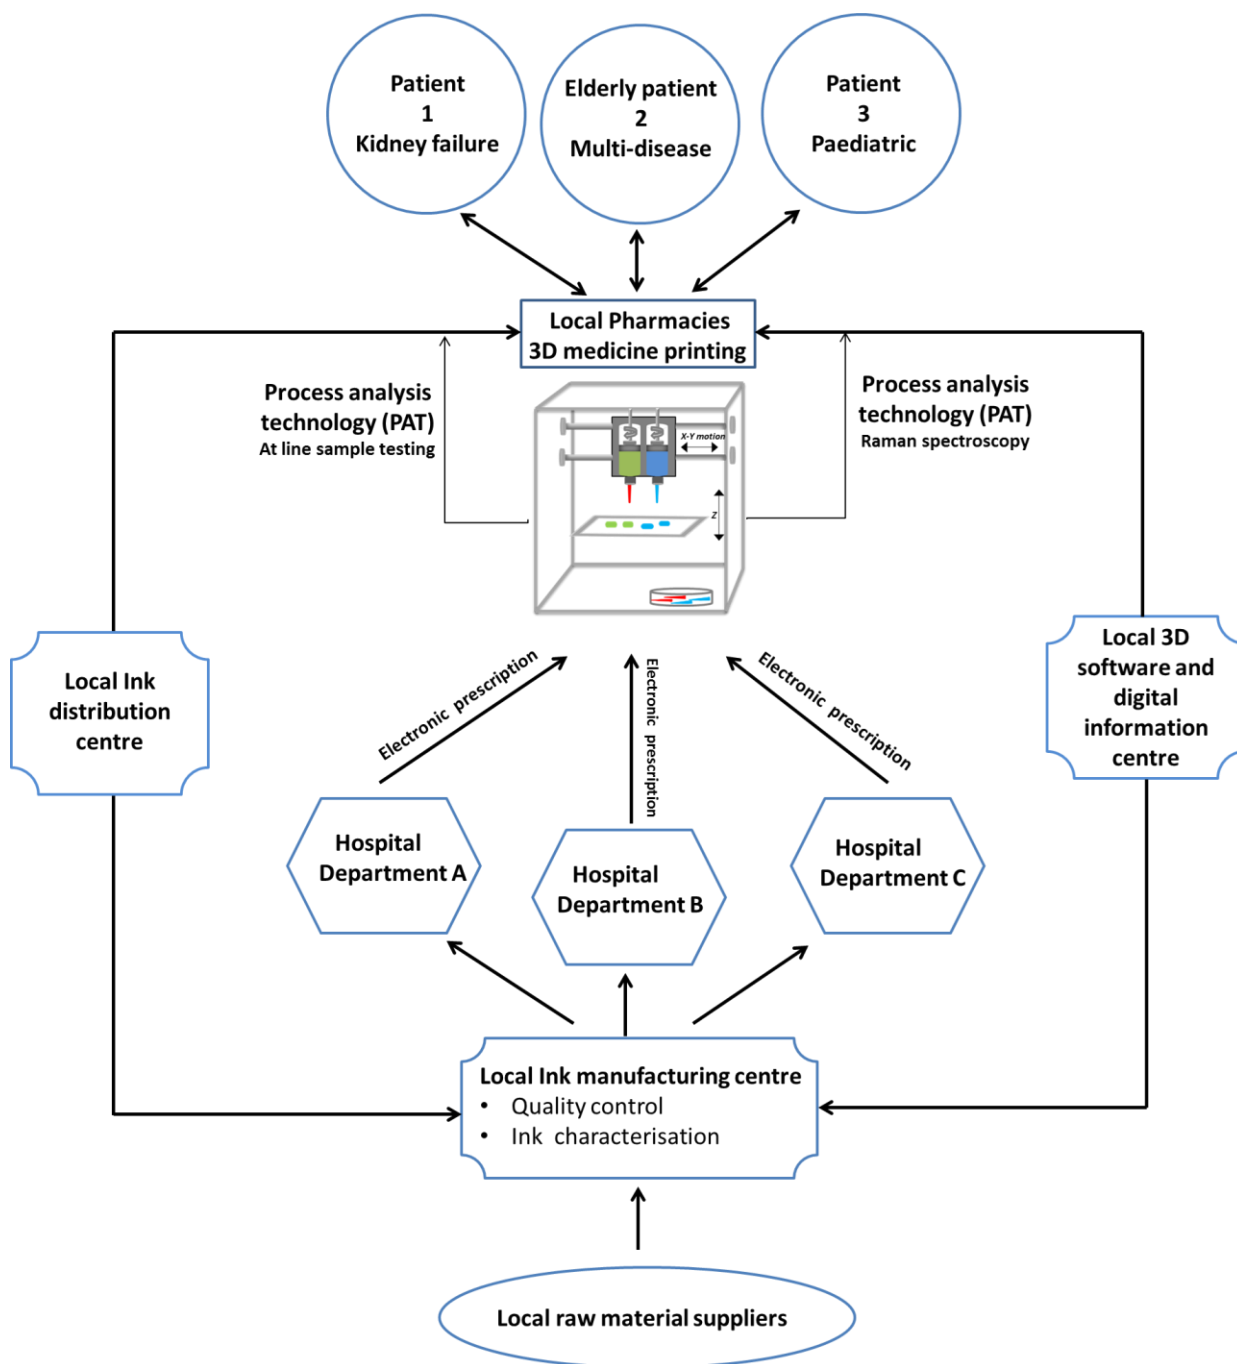 Patient
1
Kidney failure
Elderly patient
2
Multi-disease
Patient
3
Paediatric
Local Pharmacies
3D medicine printing
Process analysis
technology (PAT)
At line sample testing
X-Y motion
Z
Process analysis
technology (PAT)
Raman spectroscopy
Local Ink
distribution
centre
Electronic prescription
Electronic prescription
Electronic prescription
Local 3D
software and
digital
information
centre
Hospital
Department A
Hospital
Department B
Hospital
Department C
Local Ink manufacturing centre
• Quality control
• Ink characterisation
Local raw material suppliers